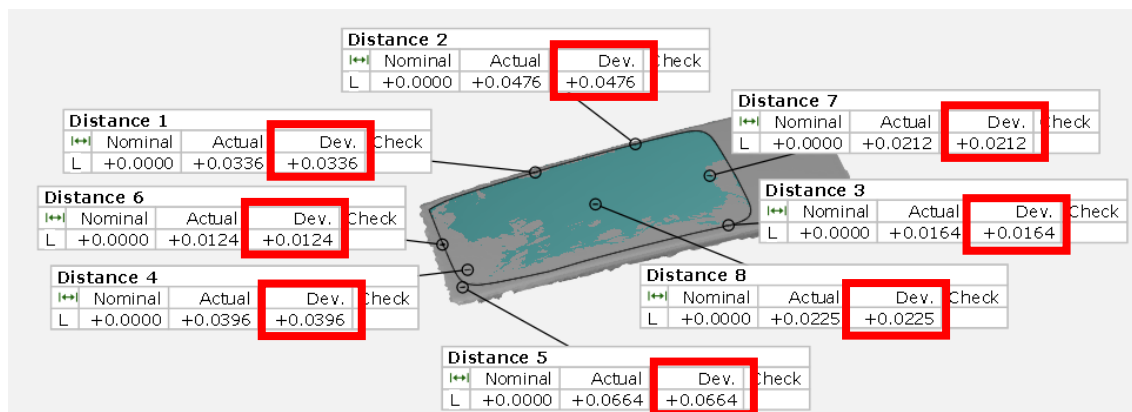 Distance 2
Nominal Actual Dev. Check
L +0.0000 +0.0476 +0.0476
Distance 7
Nominal Actual Dev. Check
L +0.0000 +0.0212 +0.0212
Distance 1
Nominal Actual Dev. Check
L +0.0000 +0.0336 +0.0336
Distance 3
Nominal Actual Dev. Check
L +0.0000 +0.0164 +0.0164
Distance 6
Nominal Actual Dev. Check
L +0.0000 +0.0124 +0.0124
Distance 4
Nominal Actual Dev. Check
L +0.0000 +0.0396 +0.0396
Distance 8
Nominal Actual Dev. Check
L +0.0000 +0.0225 +0.0225
Distance 5
Nominal Actual Dev. Check
L +0.0000 +0.0664 +0.0664